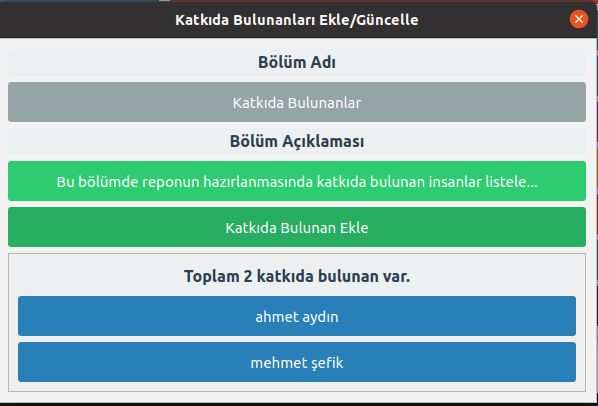 Katkıda Bulunanları Ekle/Güncelle
Bölüm Adı
Katkıda Bulunanlar
Bölüm Açıklaması
Bu bölümde reponun hazırlanmasında katkıda bulunan insanlar listele...
Katkıda Bulunan Ekle
Toplam 2 katkıda bulunan var.
ahmet aydın
mehmet şefik